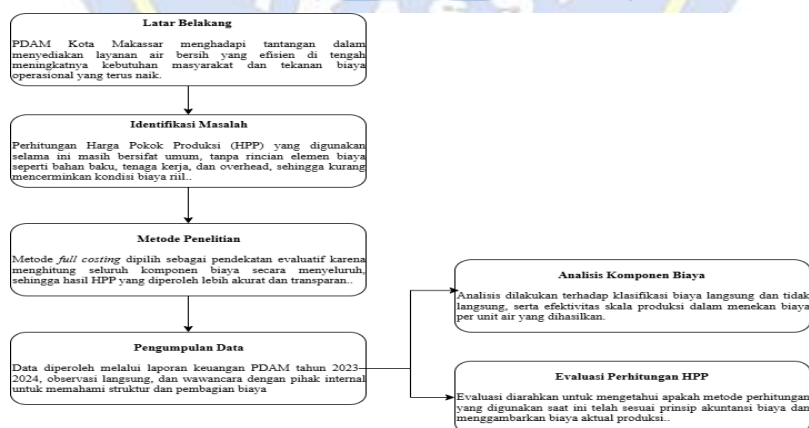 Latar Belakang
PDAM Kota Makassar menghadapi tantangan dalam
menyediakan layanan air bersih yang efisien di tengah
meningkatnya kebutuhan masyarakat dan tekanan biaya
operasional yang terus naik.
Identifikasi Masalah
Perhitungan Harga Pokok Produksi (HPP) yang digunakan
selama ini masih bersifat umum, tanpa rincian elemen biaya
seperti bahan baku, tenaga kerja, dan overhead, sehingga kurang
mencerminkan kondisi biaya riil..
Metode Penelitian
Metode full costing dipilih sebagai pendekatan evaluatif karena
menghitung seluruh komponen biaya secara menyeluruh,
sehingga hasil HPP yang diperoleh lebih akurat dan transparan..
Pengumpulan Data
Data diperoleh melalui laporan keuangan PDAM tahun 2023-
2024, observasi langsung, dan wawancara dengan pihak internal
untuk memahami struktur dan pembagian biaya
Analisis Komponen Biaya
Analisis dilakukan terhadap klasifikasi biaya langsung dan tidak
langsung, serta efektivitas skala produksi dalam menekan biaya
per unit air yang dihasilkan.
Evaluasi Perhitungan HPP
Evaluasi diarahkan untuk mengetahui apakah metode perhitungan
yang digunakan saat ini telah sesuai prinsip akuntansi biaya dan
menggambarkan biaya aktual produksi..